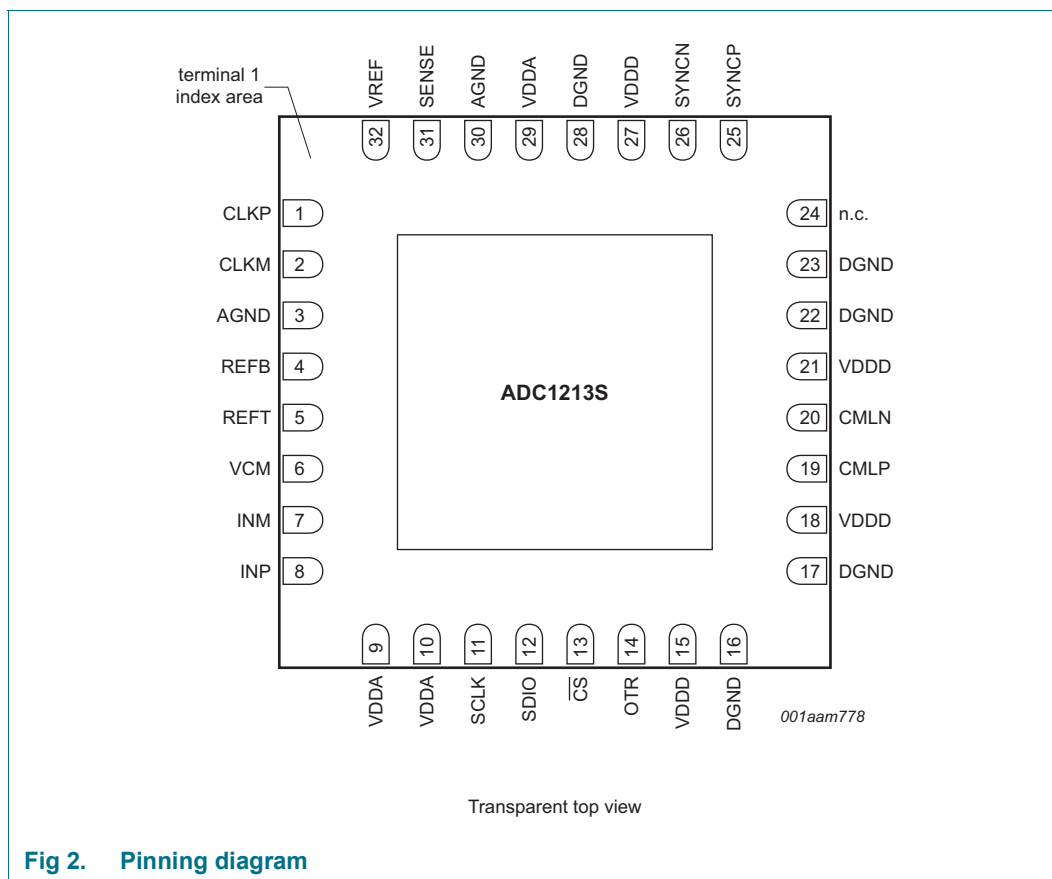 terminal 1
index area
VREF
SENSE
AGND
VDDA
DGND
VDDD
SYNCN
SYNCP
32
31
30
29
28
27
26
25
CLKP 1
CLKM 2
AGND 3
REFB 4
REFT 5
VCM 6
INM 7
INP 8
ADC1213S
24 n.c.
23 DGND
22 DGND
21 VDDD
20 CMLN
19 CMLP
18 VDDD
17 DGND
9
10
11
12
13
14
15
16
VDDA
VDDA
SCLK
SDIO
C̅S̅
OTR
VDDD
DGND
001aam778
Transparent top view
Fig 2. Pinning diagram